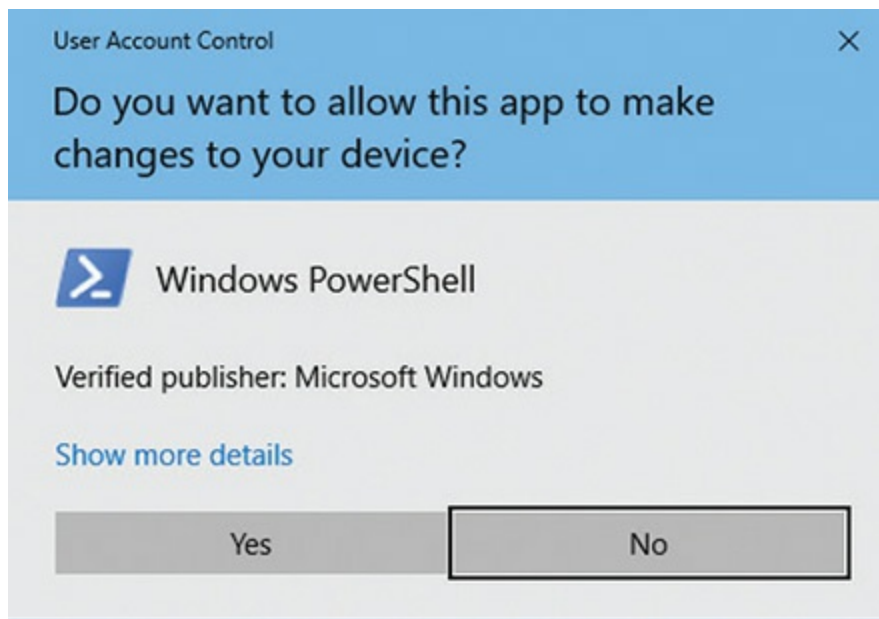 User Account Control
Do you want to allow this app to make
changes to your device?
Windows PowerShell
Verified publisher: Microsoft Windows
Show more details
Yes
No